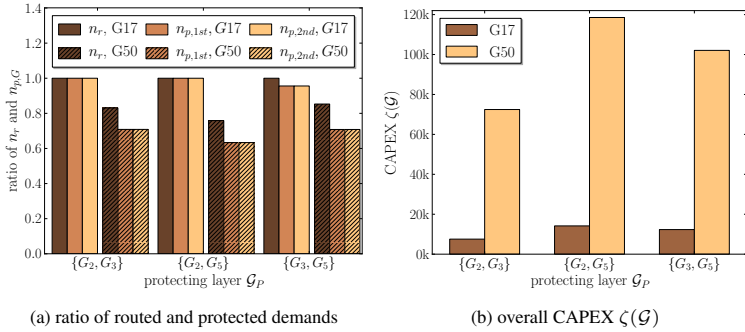 1.4
1.2
1.0
0.8
0.6
0.4
0.2
0.0
ratio of n_r and n_{p,G}
n_r, G17
n_{p,1st}, G17
n_{p,2nd}, G17
n_r, G50
n_{p,1st}, G50
n_{p,2nd}, G50
{G_2, G_3}
{G_2, G_5}
{G_3, G_5}
protecting layer 𝒢_P
(a) ratio of routed and protected demands
120k
100k
80k
60k
40k
20k
0k
CAPEX ζ(𝒢)
G17
G50
{G_2, G_3}
{G_2, G_5}
{G_3, G_5}
protecting layer 𝒢_P
(b) overall CAPEX ζ(𝒢)